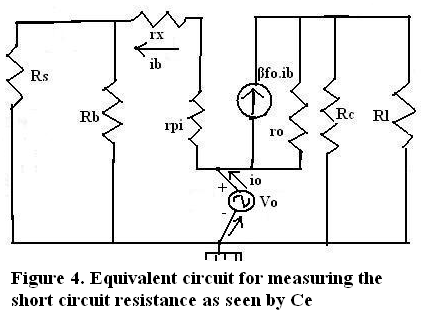 rx
ib
Rs
Rb
rpi
βfo.ib
ro
Rc
Rl
io
+
Vo
-
Figure 4. Equivalent circuit for measuring the
short circuit resistance as seen by Ce